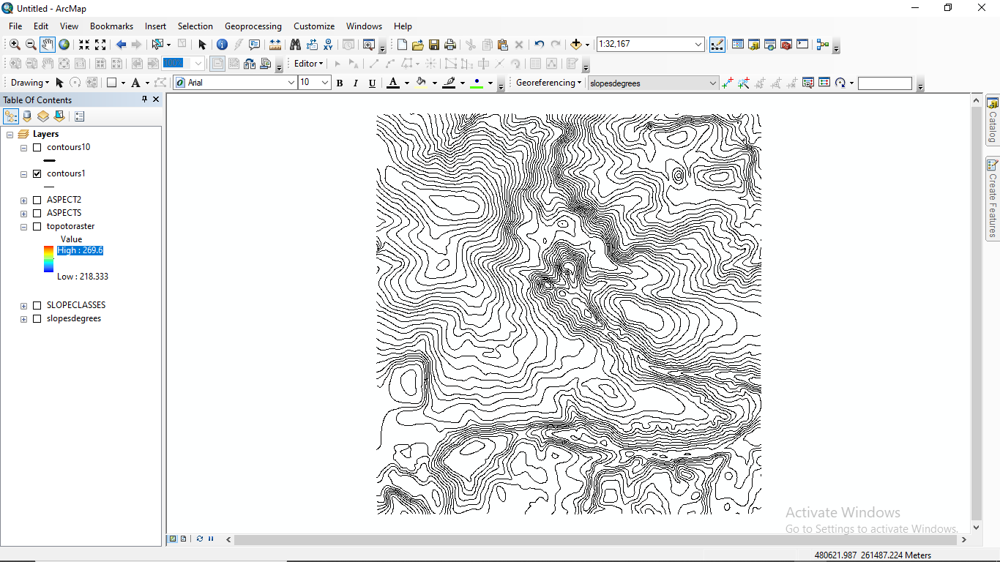 Untitled - ArcMap
File Edit View Bookmarks Insert Selection Geoprocessing Customize Windows Help
1:32,167
100%
Editor
Drawing A Arial 10 B I U A Georeferencing slopesdegrees
Table Of Contents
Layers
contours10
contours1
ASPECT2
ASPECTS
topotoraster
Value
High : 269.6
Low : 218.333
SLOPECLASSES
slopesdegrees
Catalog
Create Features
Activate Windows
Go to Settings to activate Windows.
480621.987 261487.224 Meters